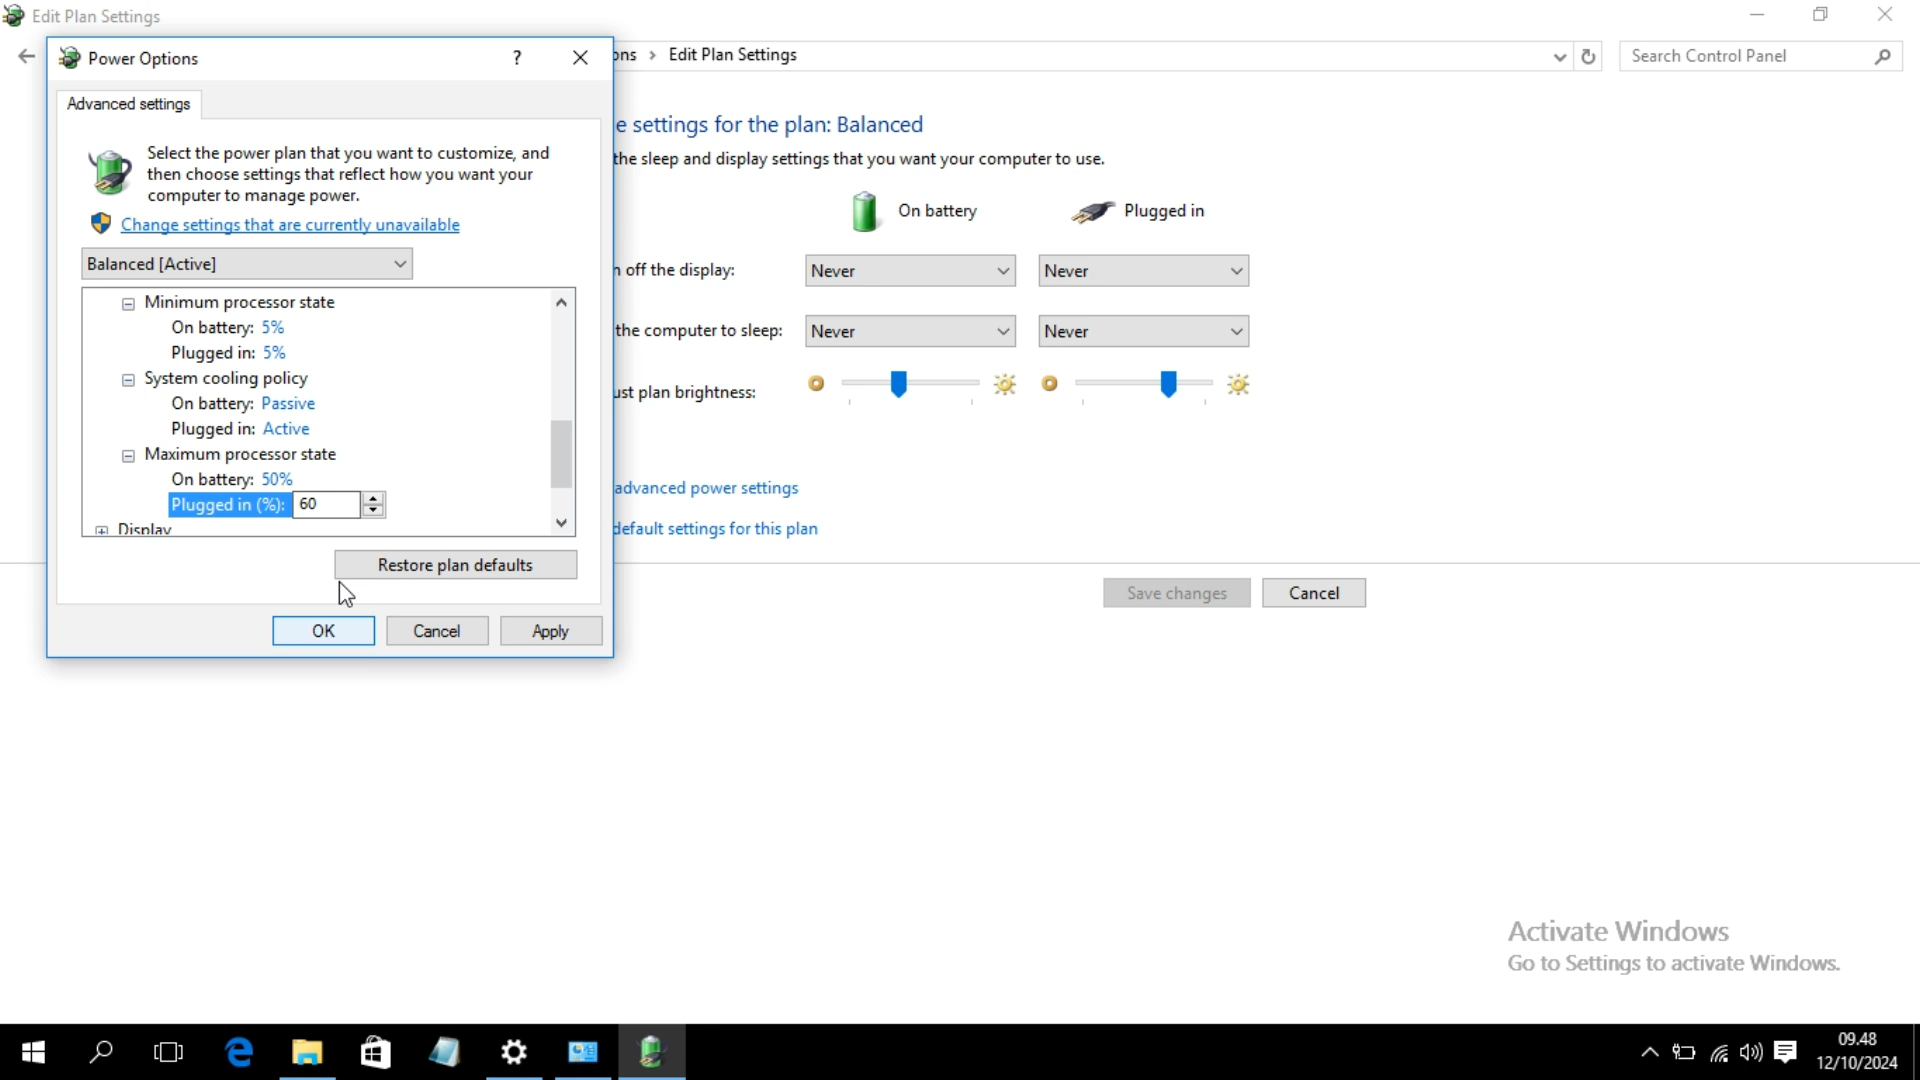 Edit Plan Settings
Power Options
?
ons > Edit Plan Settings
Search Control Panel
Advanced settings
Select the power plan that you want to customize, and
then choose settings that reflect how you want your
computer to manage power.
Change settings that are currently unavailable
Balanced [Active]
Minimum processor state
On battery: 5%
Plugged in: 5%
System cooling policy
On battery: Passive
Plugged in: Active
Maximum processor state
On battery: 50%
Plugged in (%): 60
Display
Restore plan defaults
OK
Cancel
Apply
e settings for the plan: Balanced
the sleep and display settings that you want your computer to use.
On battery
Plugged in
off the display:
Never
Never
the computer to sleep:
Never
Never
ust plan brightness:
advanced power settings
default settings for this plan
Save changes
Cancel
Activate Windows
Go to Settings to activate Windows.
09.48
12/10/2024